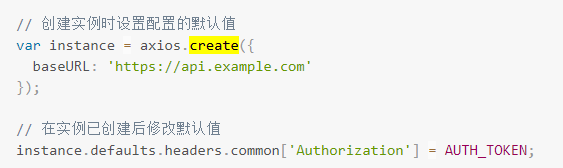 // 创建实例时设置配置的默认值
var instance = axios.create({
  baseURL: 'https://api.example.com'
});
// 在实例已创建后修改默认值
instance.defaults.headers.common['Authorization'] = AUTH_TOKEN;